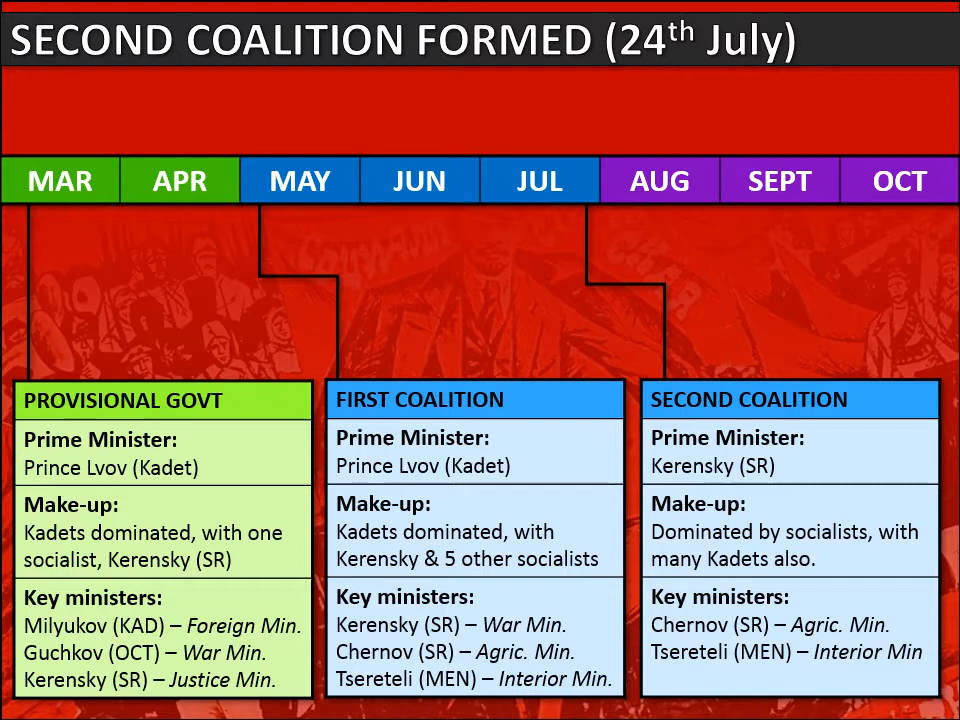 SECOND COALITION FORMED (24th July)
MAR APR MAY JUN JUL AUG SEPT OCT
PROVISIONAL GOVT
Prime Minister:
Prince Lvov (Kadet)
Make-up:
Kadets dominated, with one
socialist, Kerensky (SR)
Key ministers:
Milyukov (KAD) – Foreign Min.
Guchkov (OCT) – War Min.
Kerensky (SR) – Justice Min.
FIRST COALITION
Prime Minister:
Prince Lvov (Kadet)
Make-up:
Kadets dominated, with
Kerensky & 5 other socialists
Key ministers:
Kerensky (SR) – War Min.
Chernov (SR) – Agric. Min.
Tsereteli (MEN) – Interior Min.
SECOND COALITION
Prime Minister:
Kerensky (SR)
Make-up:
Dominated by socialists, with
many Kadets also.
Key ministers:
Chernov (SR) – Agric. Min.
Tsereteli (MEN) – Interior Min